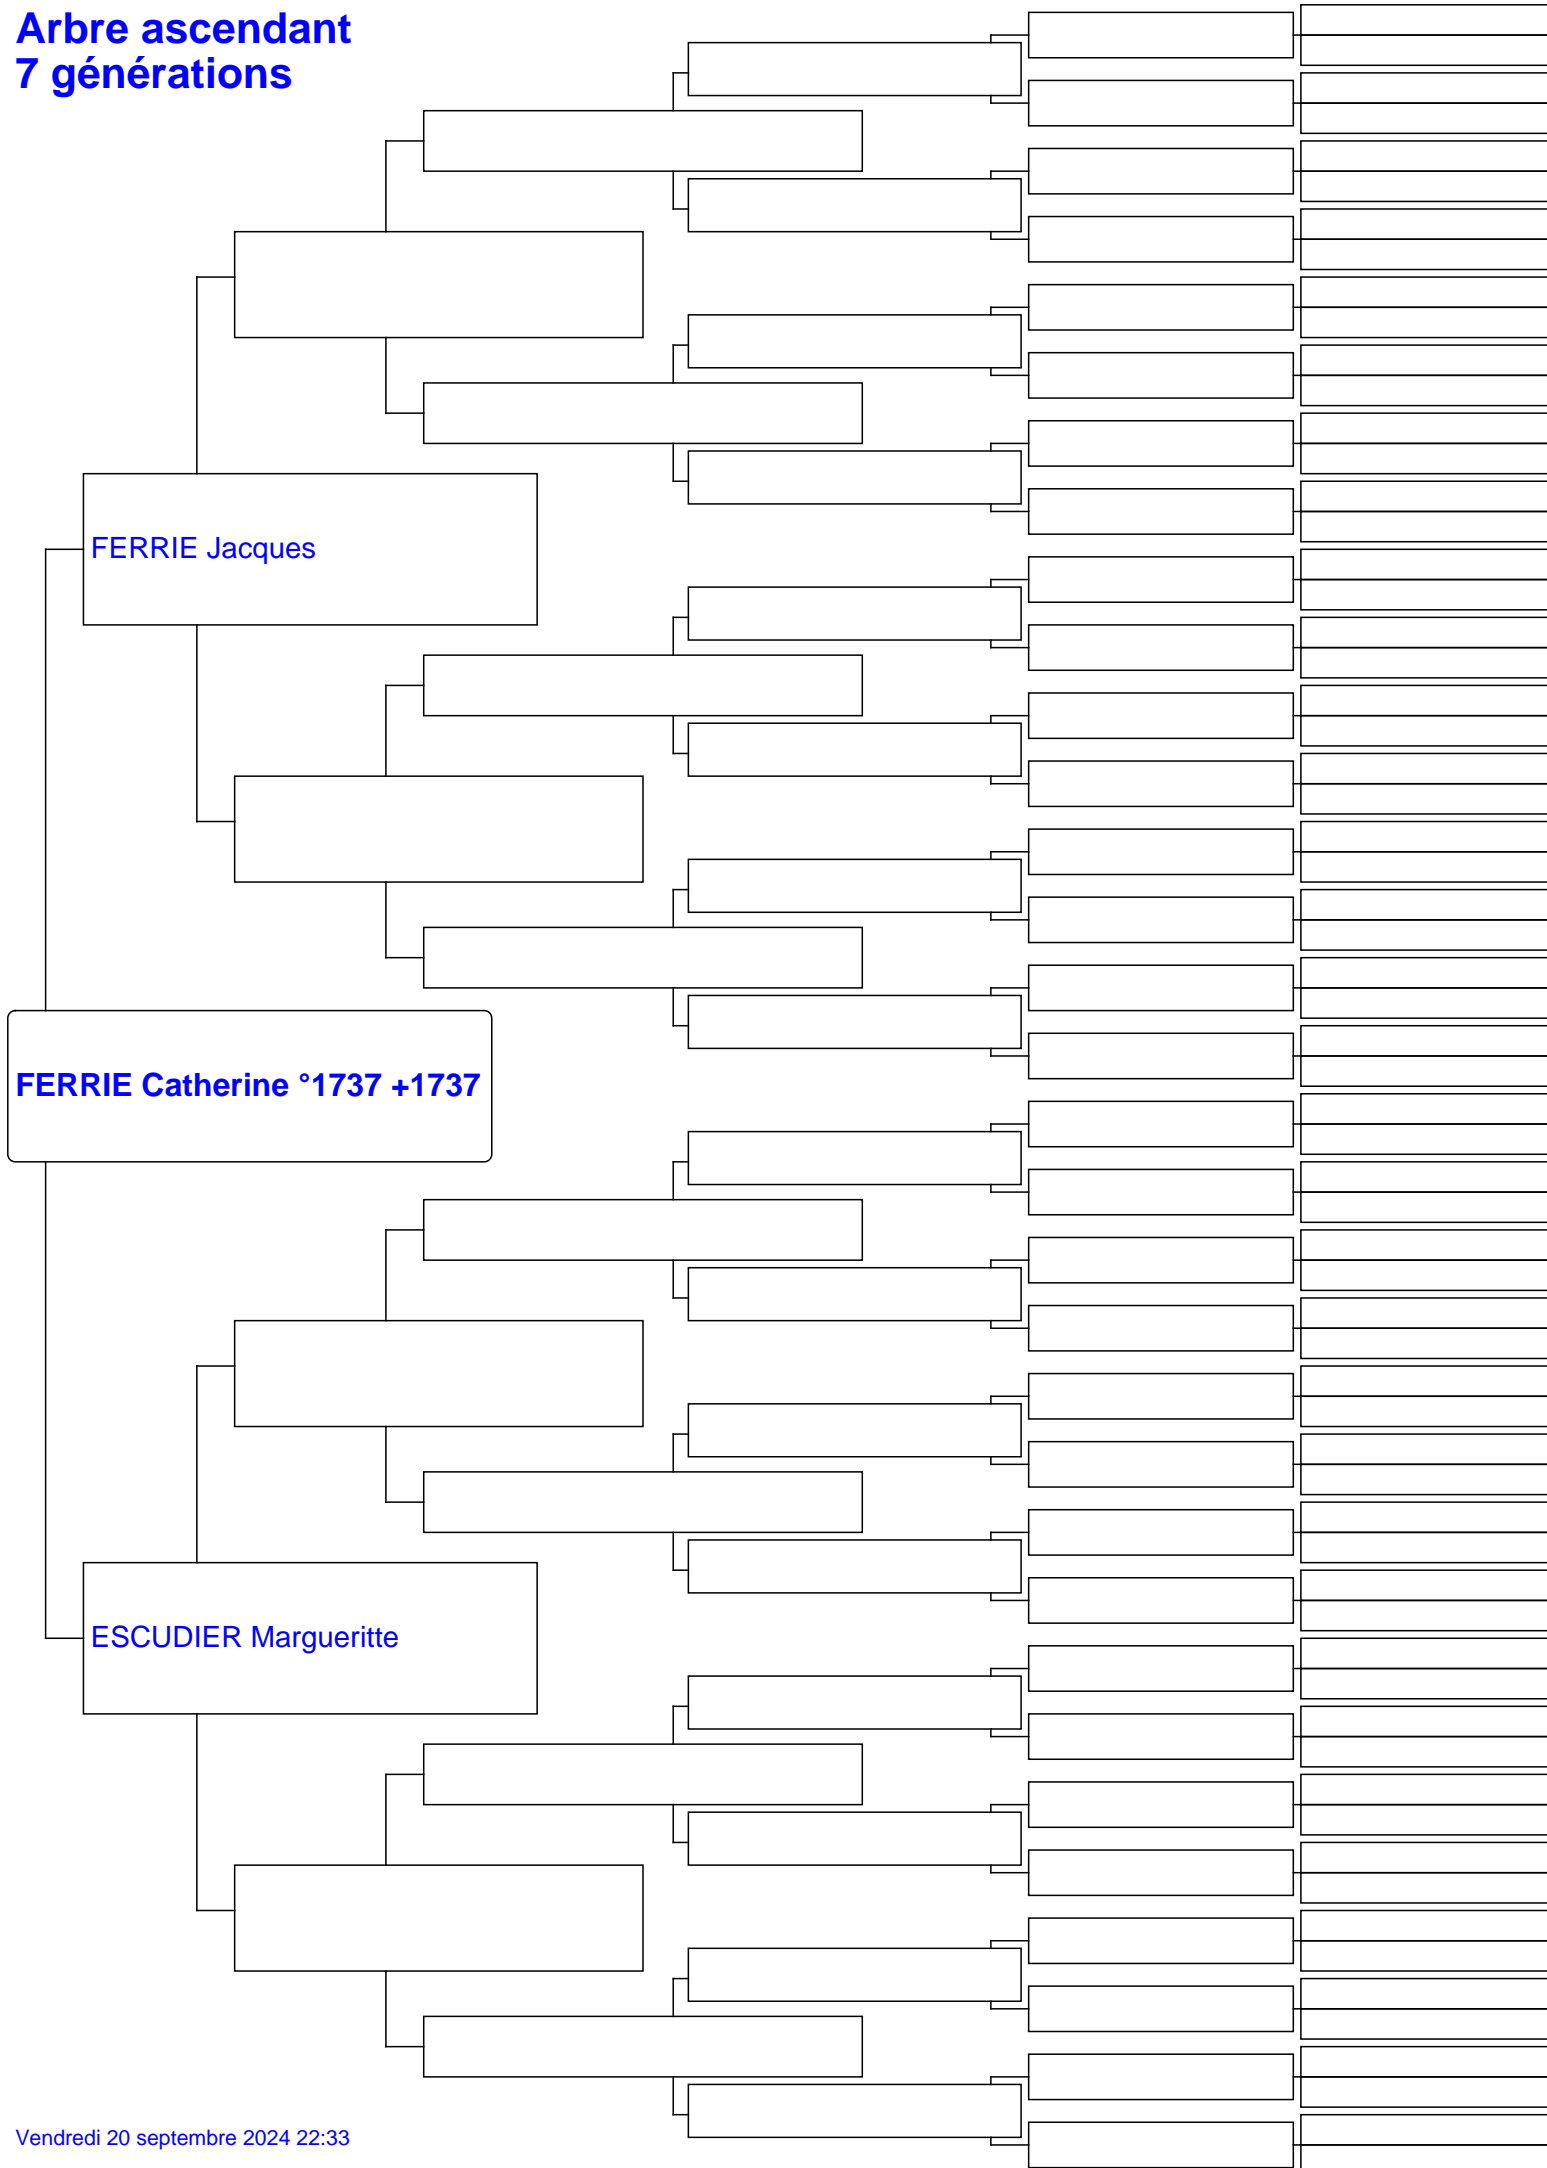 Arbre ascendant
7 générations
FERRIE Jacques
FERRIE Catherine °1737 +1737
ESCUDIER Margueritte
Vendredi 20 septembre 2024 22:33